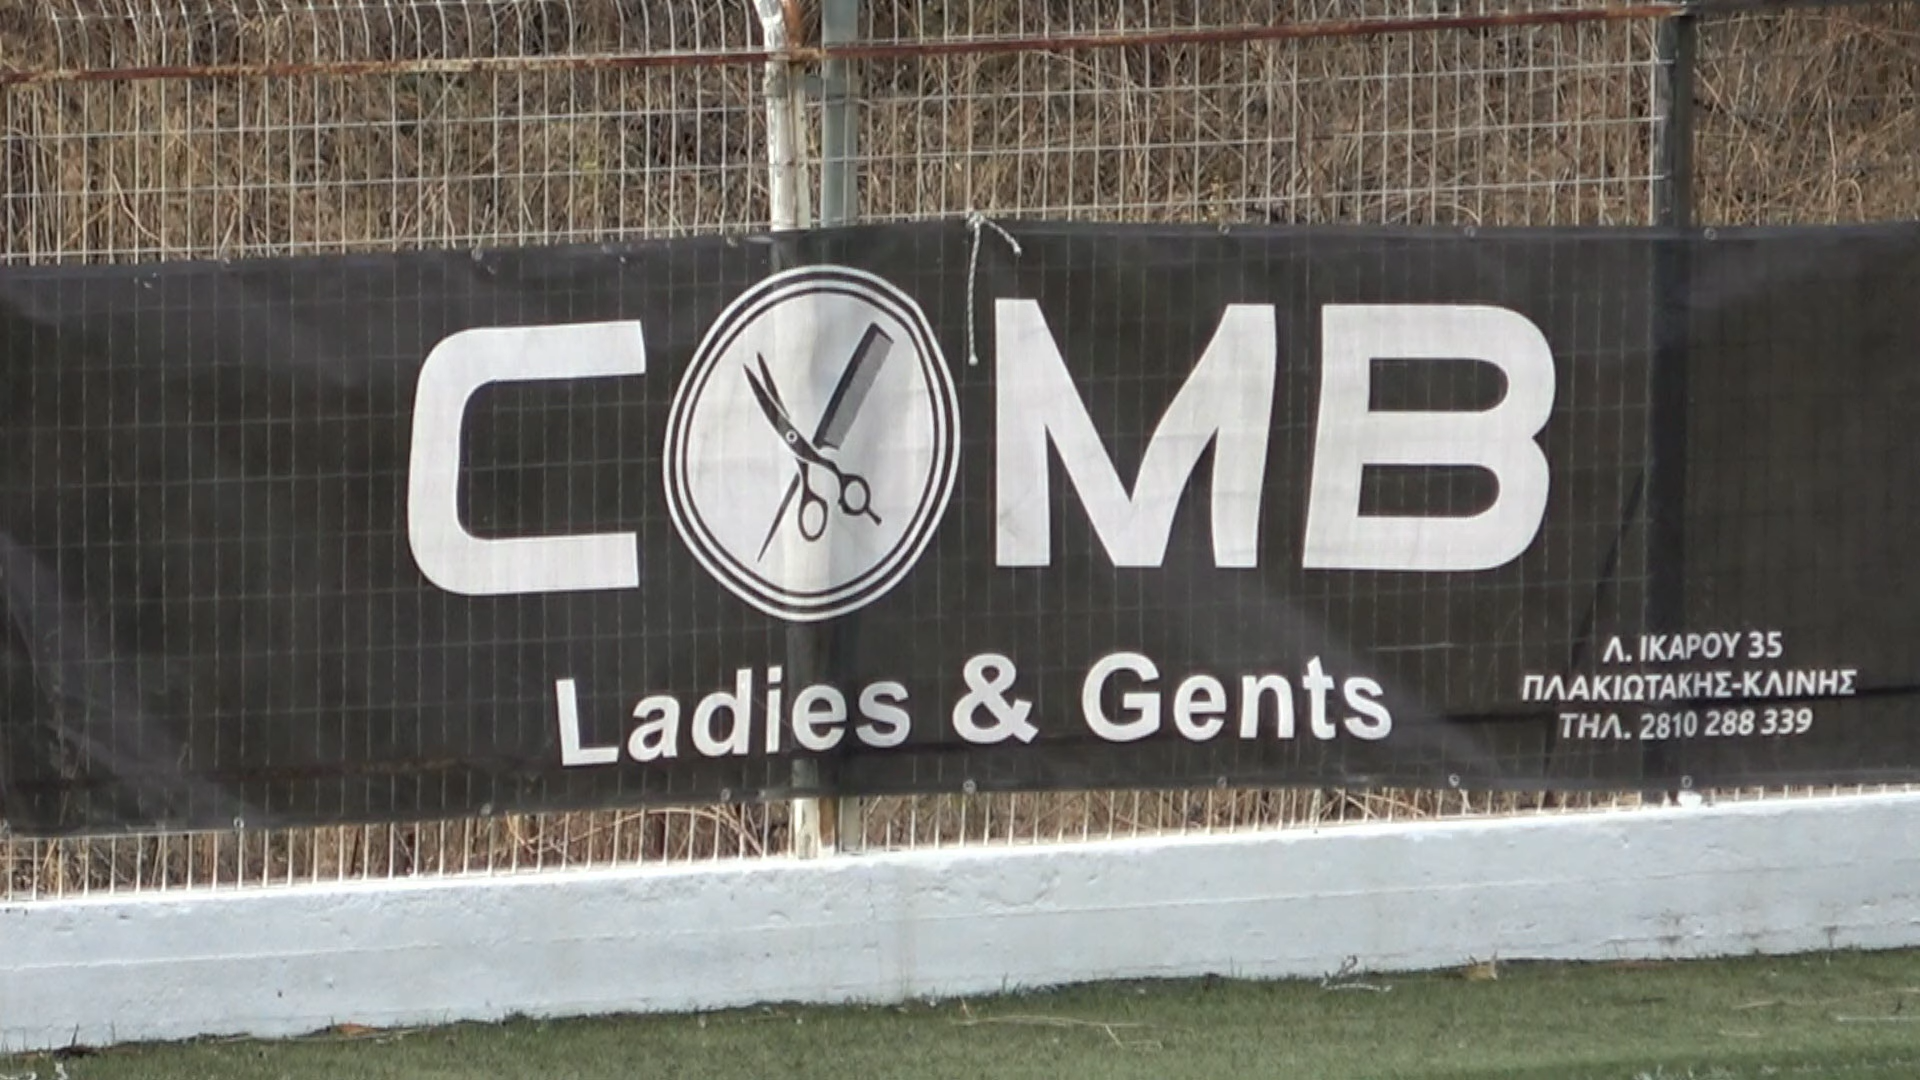 COMB
Ladies & Gents
Λ. ΙΚΑΡΟΥ 35
ΠΛΑΚΙΩΤΑΚΗΣ-ΚΛΙΝΗΣ
ΤΗΛ. 2810 288 339